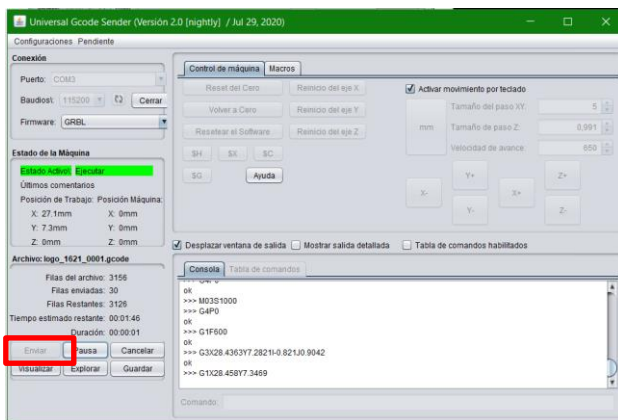 Universal Gcode Sender (Versión 2.0 [nightly] / Jul 29, 2020)
Configuraciones Pendiente
Conexión
Puerto: COM3
Baudios: 115200 Cerrar
Firmware: GRBL
Estado de la Máquina
Estado Activo: Ejecutar
Últimos comentarios
Posición de Trabajo: Posición Máquina:
X: 27.1mm X: 0mm
Y: 7.3mm Y: 0mm
Z: 0mm Z: 0mm
Archivo: logo_1621_0001.gcode
Filas del archivo: 3156
Filas enviadas: 30
Filas Restantes: 3126
Tiempo estimado restante: 00:01:46
Duración: 00:00:01
Enviar Pausa Cancelar
Visualizar Explorar Guardar
Control de máquina Macros
Reset del Cero Reinicio del eje X
Volver a Cero Reinicio del eje Y
Resetear el Software Reinicio del eje Z
$H $X $C
$G Ayuda
Activar movimiento por teclado
mm
Tamaño del paso XY: 5
Tamaño de paso Z: 0,991
Velocidad de avance: 650
Y+ Z+
X- X+
Y- Z-
Desplazar ventana de salida Mostrar salida detallada Tabla de comandos habilitados
Consola Tabla de comandos
>>> G4P0
ok
>>> M03S1000
>>> G4P0
ok
>>> G1F600
ok
>>> G3X28.4363Y7.2821I-0.821J0.9042
>>> G1X28.458Y7.3469
Comando: